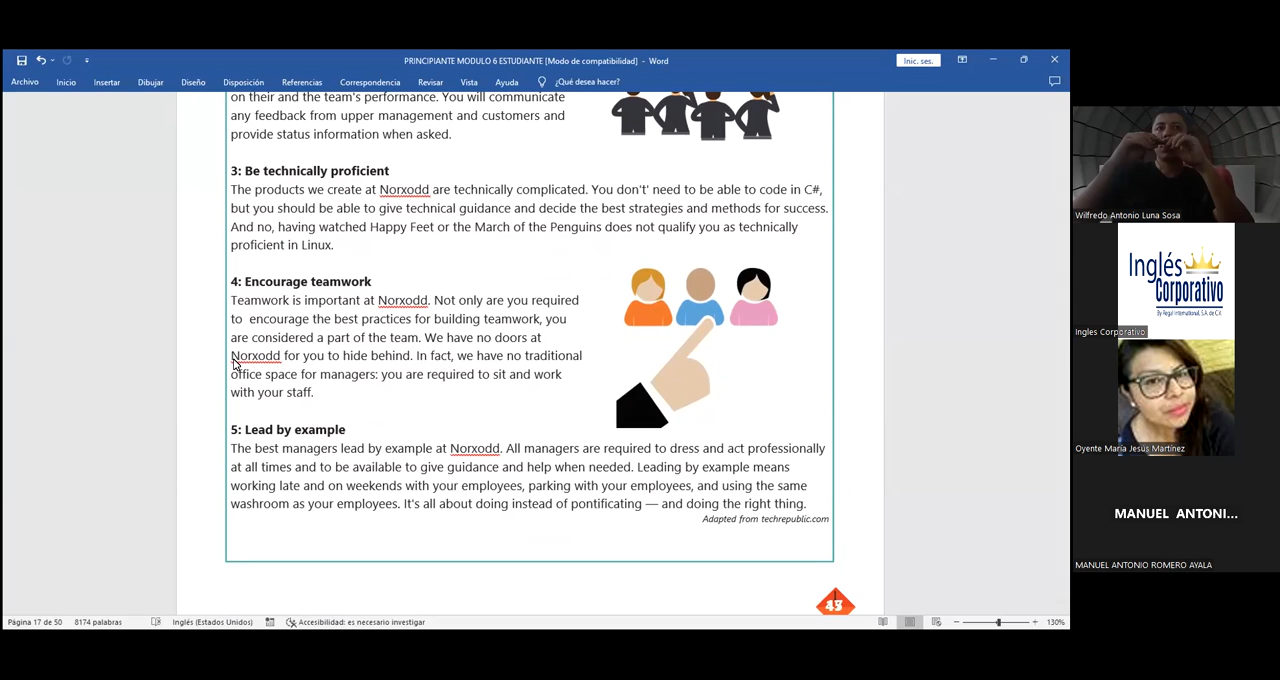 PRINCIPIANTE MODULO 6 ESTUDIANTE [Modo de compatibilidad] - Word
Inic. ses.
Archivo Inicio Insertar Dibujar Diseño Disposición Referencias Correspondencia Revisar Vista Ayuda ¿Qué desea hacer?
on their and the team's performance. You will communicate
any feedback from upper management and customers and
provide status information when asked.
3: Be technically proficient
The products we create at Norxodd are technically complicated. You don't' need to be able to code in C#,
but you should be able to give technical guidance and decide the best strategies and methods for success.
And no, having watched Happy Feet or the March of the Penguins does not qualify you as technically
proficient in Linux.
4: Encourage teamwork
Teamwork is important at Norxodd. Not only are you required
to encourage the best practices for building teamwork, you
are considered a part of the team. We have no doors at
Norxodd for you to hide behind. In fact, we have no traditional
office space for managers: you are required to sit and work
with your staff.
5: Lead by example
The best managers lead by example at Norxodd. All managers are required to dress and act professionally
at all times and to be available to give guidance and help when needed. Leading by example means
working late and on weekends with your employees, parking with your employees, and using the same
washroom as your employees. It's all about doing instead of pontificating — and doing the right thing.
Adapted from techrepublic.com
Página 17 de 50 8174 palabras Inglés (Estados Unidos) Accesibilidad: es necesario investigar 130%
Wilfredo Antonio Luna Sosa
Inglés
Corporativo
By Regal International, S.A. de C.V.
Ingles Corporativo
Oyente María Jesús Martínez
MANUEL ANTONI...
MANUEL ANTONIO ROMERO AYALA